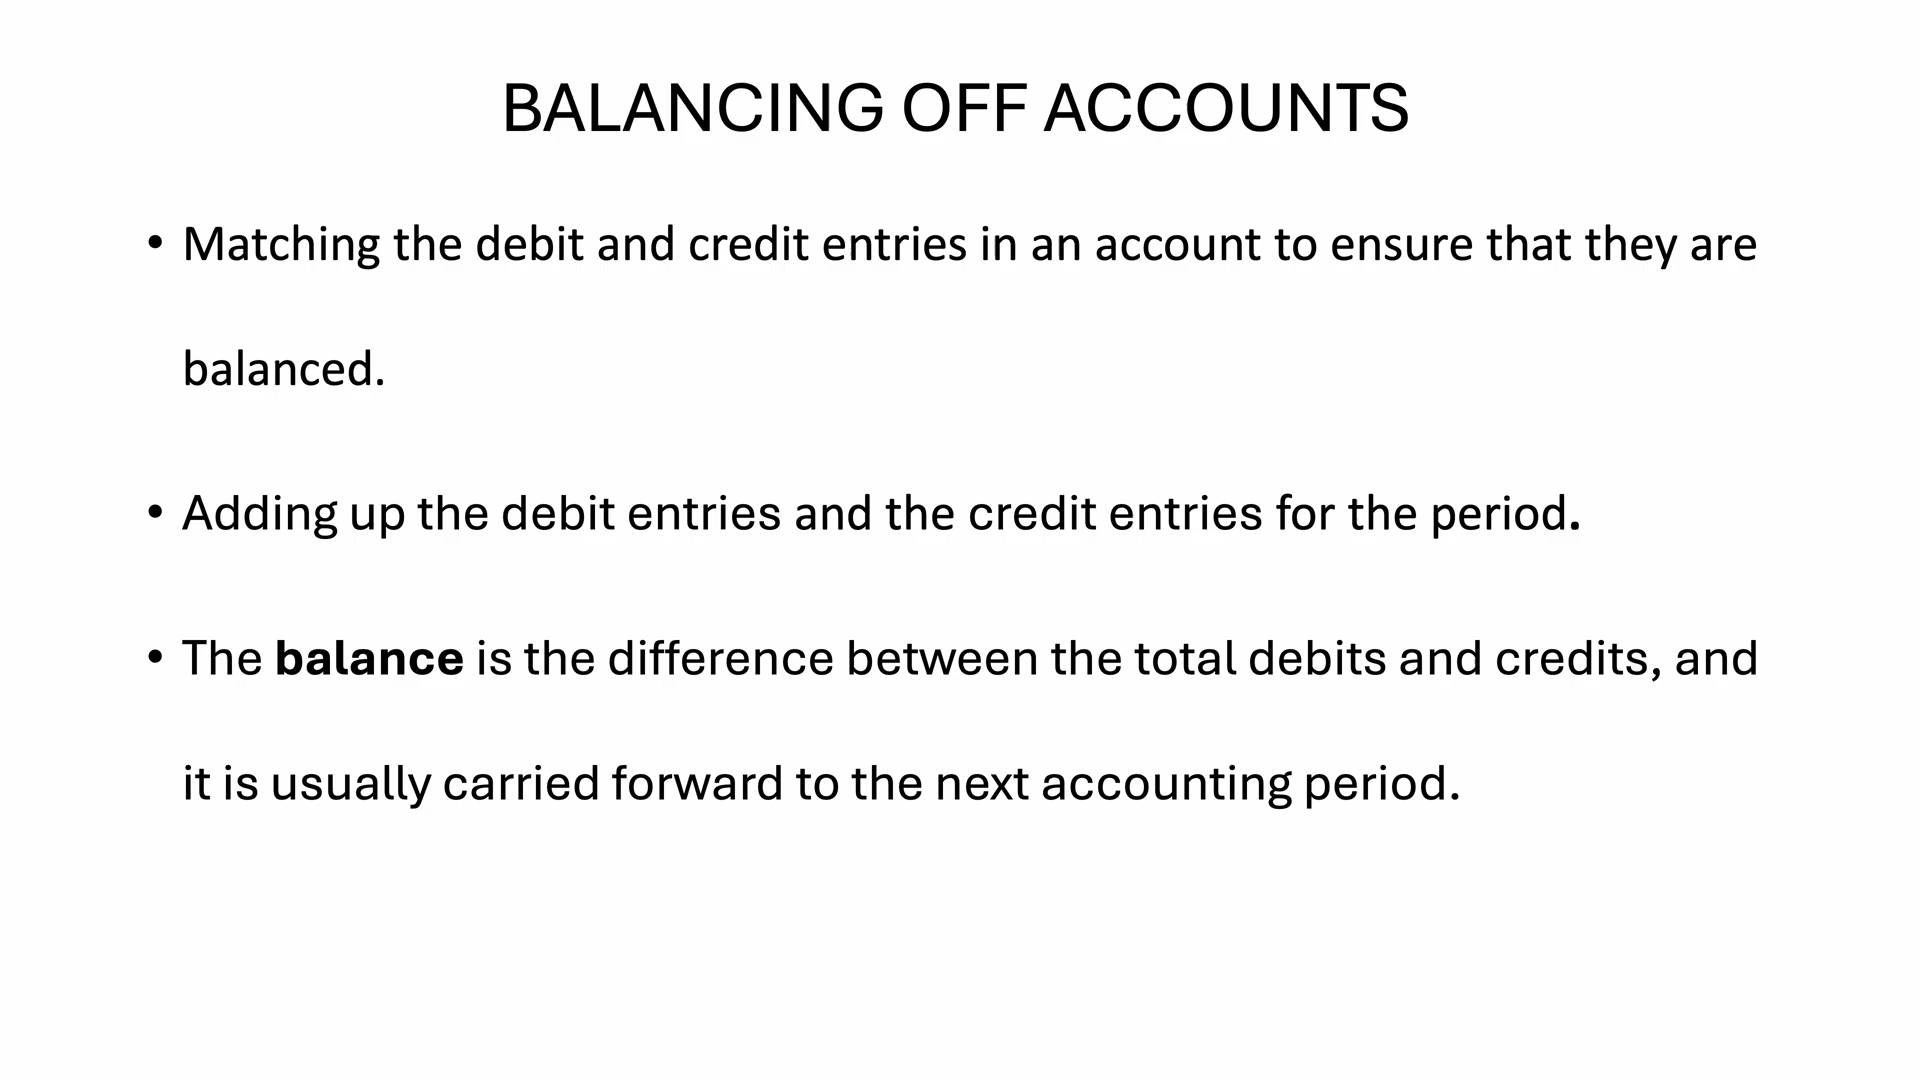 BALANCING OFF ACCOUNTS
• Matching the debit and credit entries in an account to ensure that they are
balanced.
• Adding up the debit entries and the credit entries for the period.
• The balance is the difference between the total debits and credits, and
it is usually carried forward to the next accounting period.